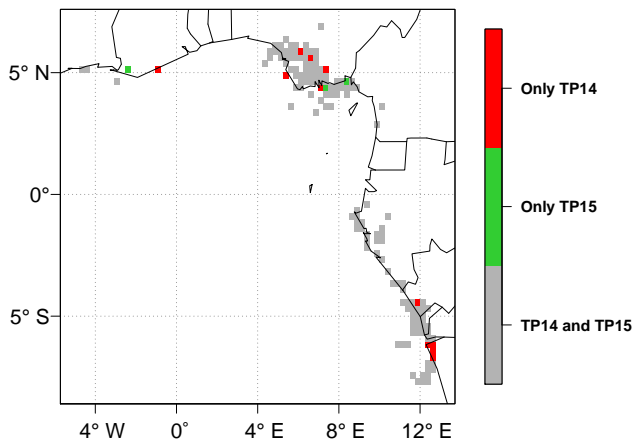 5° N
0°
5° S
4° W 0° 4° E 8° E 12° E
Only TP14
Only TP15
TP14 and TP15